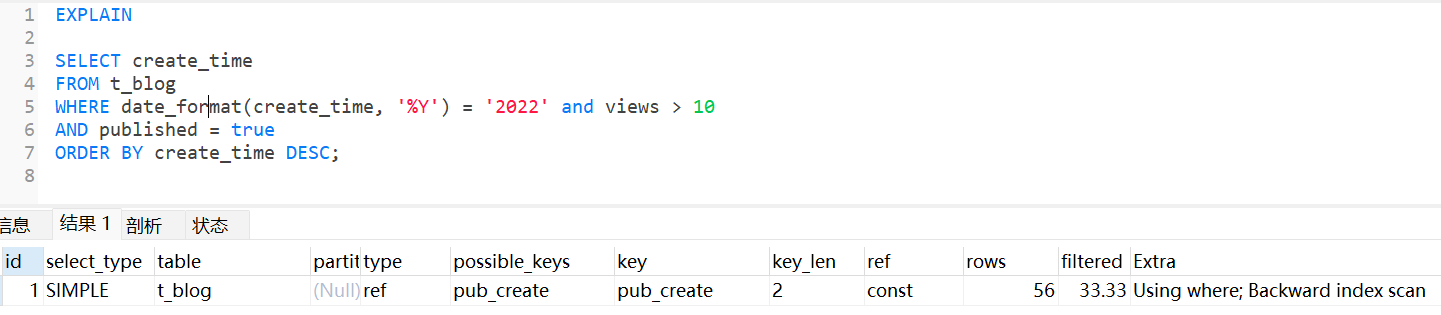 1 EXPLAIN
2
3 SELECT create_time
4 FROM t_blog
5 WHERE date_format(create_time, '%Y') = '2022' and views > 10
6 AND published = true
7 ORDER BY create_time DESC;
8
信息 结果 1 剖析 状态
id select_type table partit type possible_keys key key_len ref rows filtered Extra
1 SIMPLE t_blog (Null) ref pub_create pub_create 2 const 56 33.33 Using where; Backward index scan